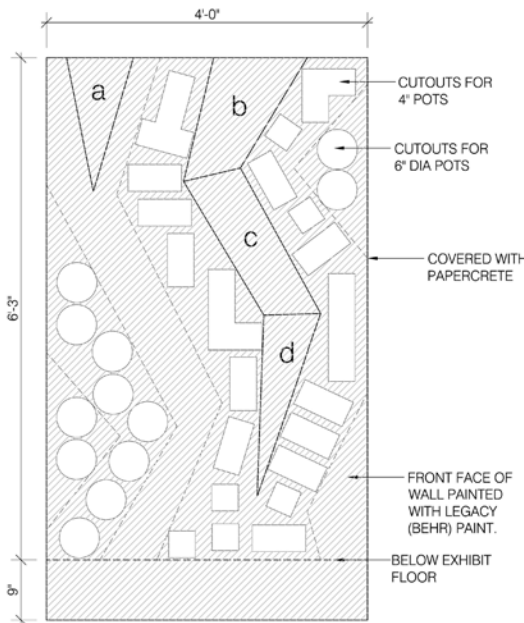 4'-0"
a
b
CUTOUTS FOR
4" POTS
CUTOUTS FOR
6" DIA POTS
c
COVERED WITH
PAPERCRETE
6'-3"
d
FRONT FACE OF
WALL PAINTED
WITH LEGACY
(BEHR) PAINT.
BELOW EXHIBIT
FLOOR
9"